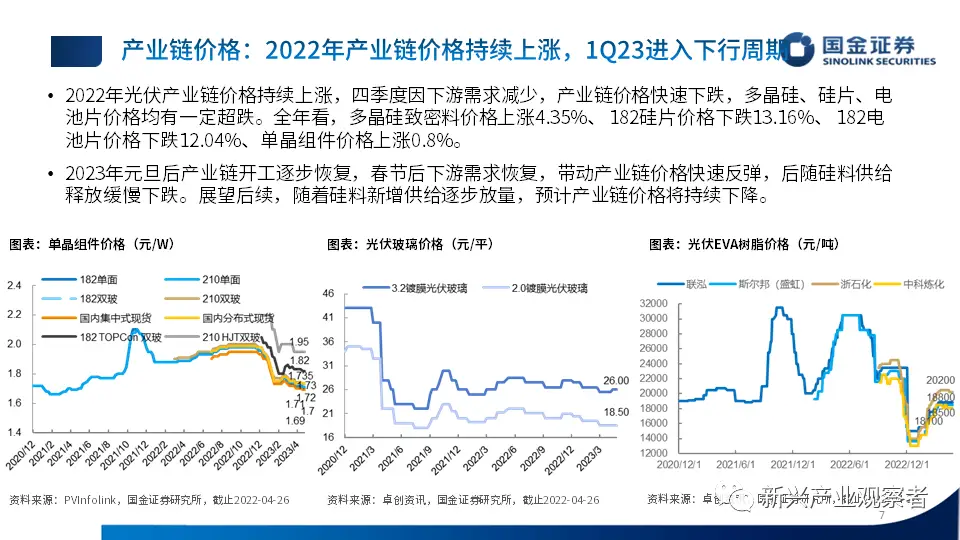 产业链价格：2022年产业链价格持续上涨，1Q23进入下行周期
国金证券
SINOLINK SECURITIES
• 2022年光伏产业链价格持续上涨，四季度因下游需求减少，产业链价格快速下跌，多晶硅、硅片、电
池片价格均有一定超跌。全年看，多晶硅致密料价格上涨4.35%、 182硅片价格下跌13.16%、 182电
池片价格下跌12.04%、单晶组件价格上涨0.8%。
• 2023年元旦后产业链开工逐步恢复，春节后下游需求恢复，带动产业链价格快速反弹，后随硅料供给
释放缓慢下跌。展望后续，随着硅料新增供给逐步放量，预计产业链价格将持续下降。
图表：单晶组件价格（元/W）
182单面 210单面
182双玻 210双玻
国内集中式现货 国内分布式现货
182 TOPCon 双玻 210 HJT双玻
2.4
2.2
2.0
1.8
1.6
1.4
1.95
1.82
1.735
1.73
1.72
1.71
1.7
1.69
2020/12 2021/2 2021/4 2021/6 2021/8 2021/10 2021/12 2022/2 2022/4 2022/6 2022/8 2022/10 2022/12 2023/2 2023/4
资料来源：PVInfolink，国金证券研究所，截止2022-04-26
图表：光伏玻璃价格（元/平）
3.2镀膜光伏玻璃 2.0镀膜光伏玻璃
46
41
36
31
26
21
16
26.00
18.50
2020/12 2021/3 2021/6 2021/9 2021/12 2022/3 2022/6 2022/9 2022/12 2023/3
资料来源：卓创资讯，国金证券研究所，截止2022-04-26
图表：光伏EVA树脂价格（元/吨）
联泓 斯尔邦（盛虹） 浙石化 中科炼化
32000
30000
28000
26000
24000
22000
20000
18000
16000
14000
12000
20200
18800
18500
18100
2020/12/1 2021/6/1 2021/12/1 2022/6/1 2022/12/1
资料来源：卓创
新兴产业观察者
7